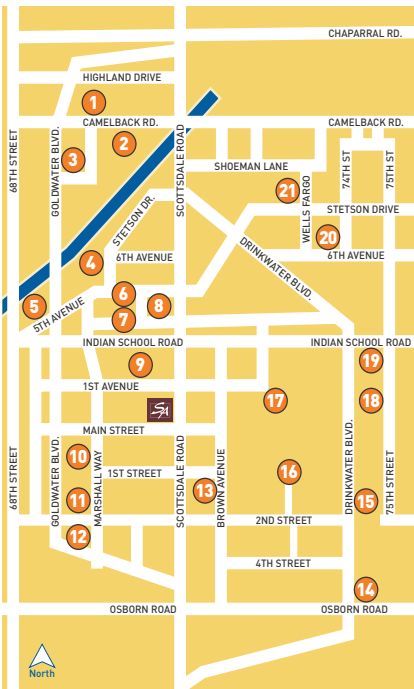 CHAPARRAL RD.
HIGHLAND DRIVE
1
CAMELBACK RD.
CAMELBACK RD.
2
3
68TH STREET
GOLDWATER BLVD.
SCOTTSDALE ROAD
SHOEMAN LANE
74TH ST
75TH ST
21
WELLS FARGO
STETSON DR.
STETSON DRIVE
20
DRINKWATER BLVD.
6TH AVENUE
6TH AVENUE
4
5
5TH AVENUE
6
7
8
INDIAN SCHOOL ROAD
INDIAN SCHOOL ROAD
9
19
1ST AVENUE
SA
17
18
MAIN STREET
10
68TH STREET
GOLDWATER BLVD.
MARSHALL WAY
1ST STREET
SCOTTSDALE ROAD
BROWN AVENUE
16
DRINKWATER BLVD.
75TH STREET
11
13
15
2ND STREET
12
4TH STREET
14
OSBORN ROAD
OSBORN ROAD
North